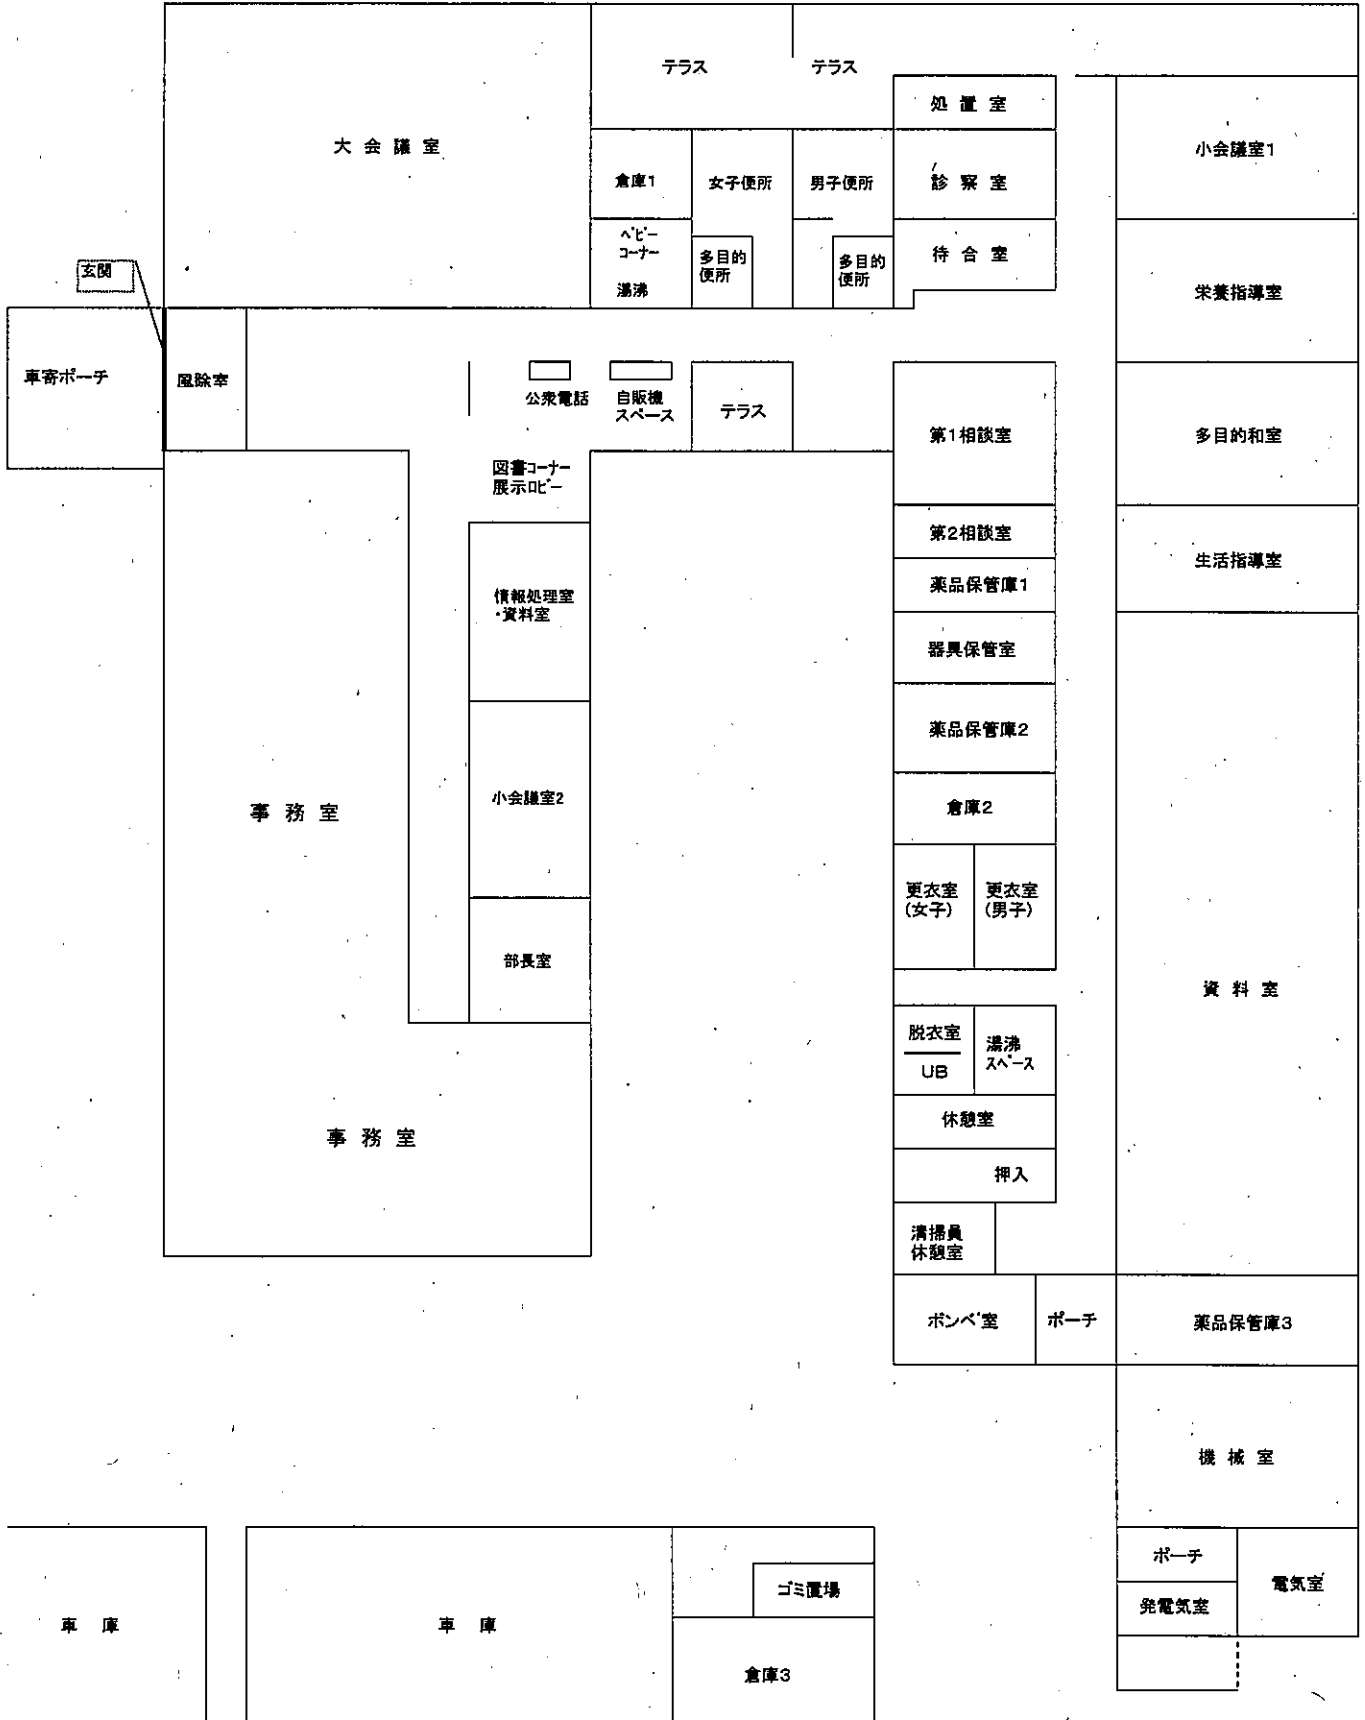 テラス
テラス
処置室
大会議室
小会議室1
倉庫1
女子便所
男子便所
診察室
ベビー
コーナー
湯沸
多目的
便所
多目的
便所
待合室
玄関
栄養指導室
車寄ポーチ
風除室
公衆電話
自販機
スペース
テラス
第1相談室
多目的和室
図書コーナー
展示ロビー
第2相談室
生活指導室
薬品保管庫1
情報処理室
・資料室
器具保管室
薬品保管庫2
事務室
小会議室2
倉庫2
更衣室
(女子)
更衣室
(男子)
部長室
資料室
脱衣室
UB
湯沸
スペース
休憩室
事務室
押入
清掃員
休憩室
ボンベ室
ポーチ
薬品保管庫3
機械室
ポーチ
電気室
発電気室
ゴミ置場
車庫
車庫
倉庫3